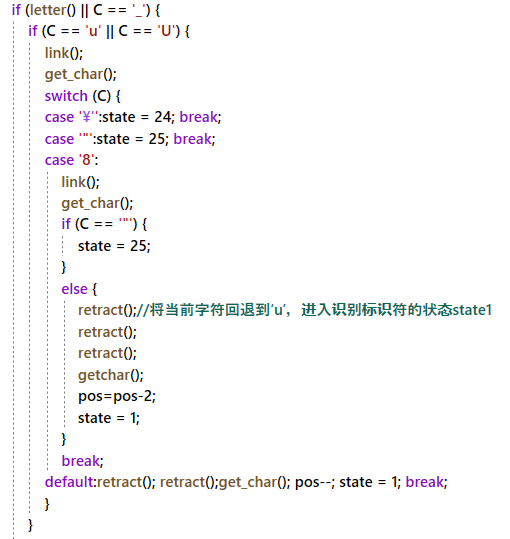 if (letter() || C == '_') {
if (C == 'u' || C == 'U') {
link();
get_char();
switch (C) {
case '¥'':state = 24; break;
case '"':state = 25; break;
case '8':
link();
get_char();
if (C == '"') {
state = 25;
}
else {
retract();//将当前字符回退到‘u’，进入识别标识符的状态state1
retract();
retract();
getchar();
pos=pos-2;
state = 1;
}
break;
default:retract(); retract();get_char(); pos--; state = 1; break;
}
}